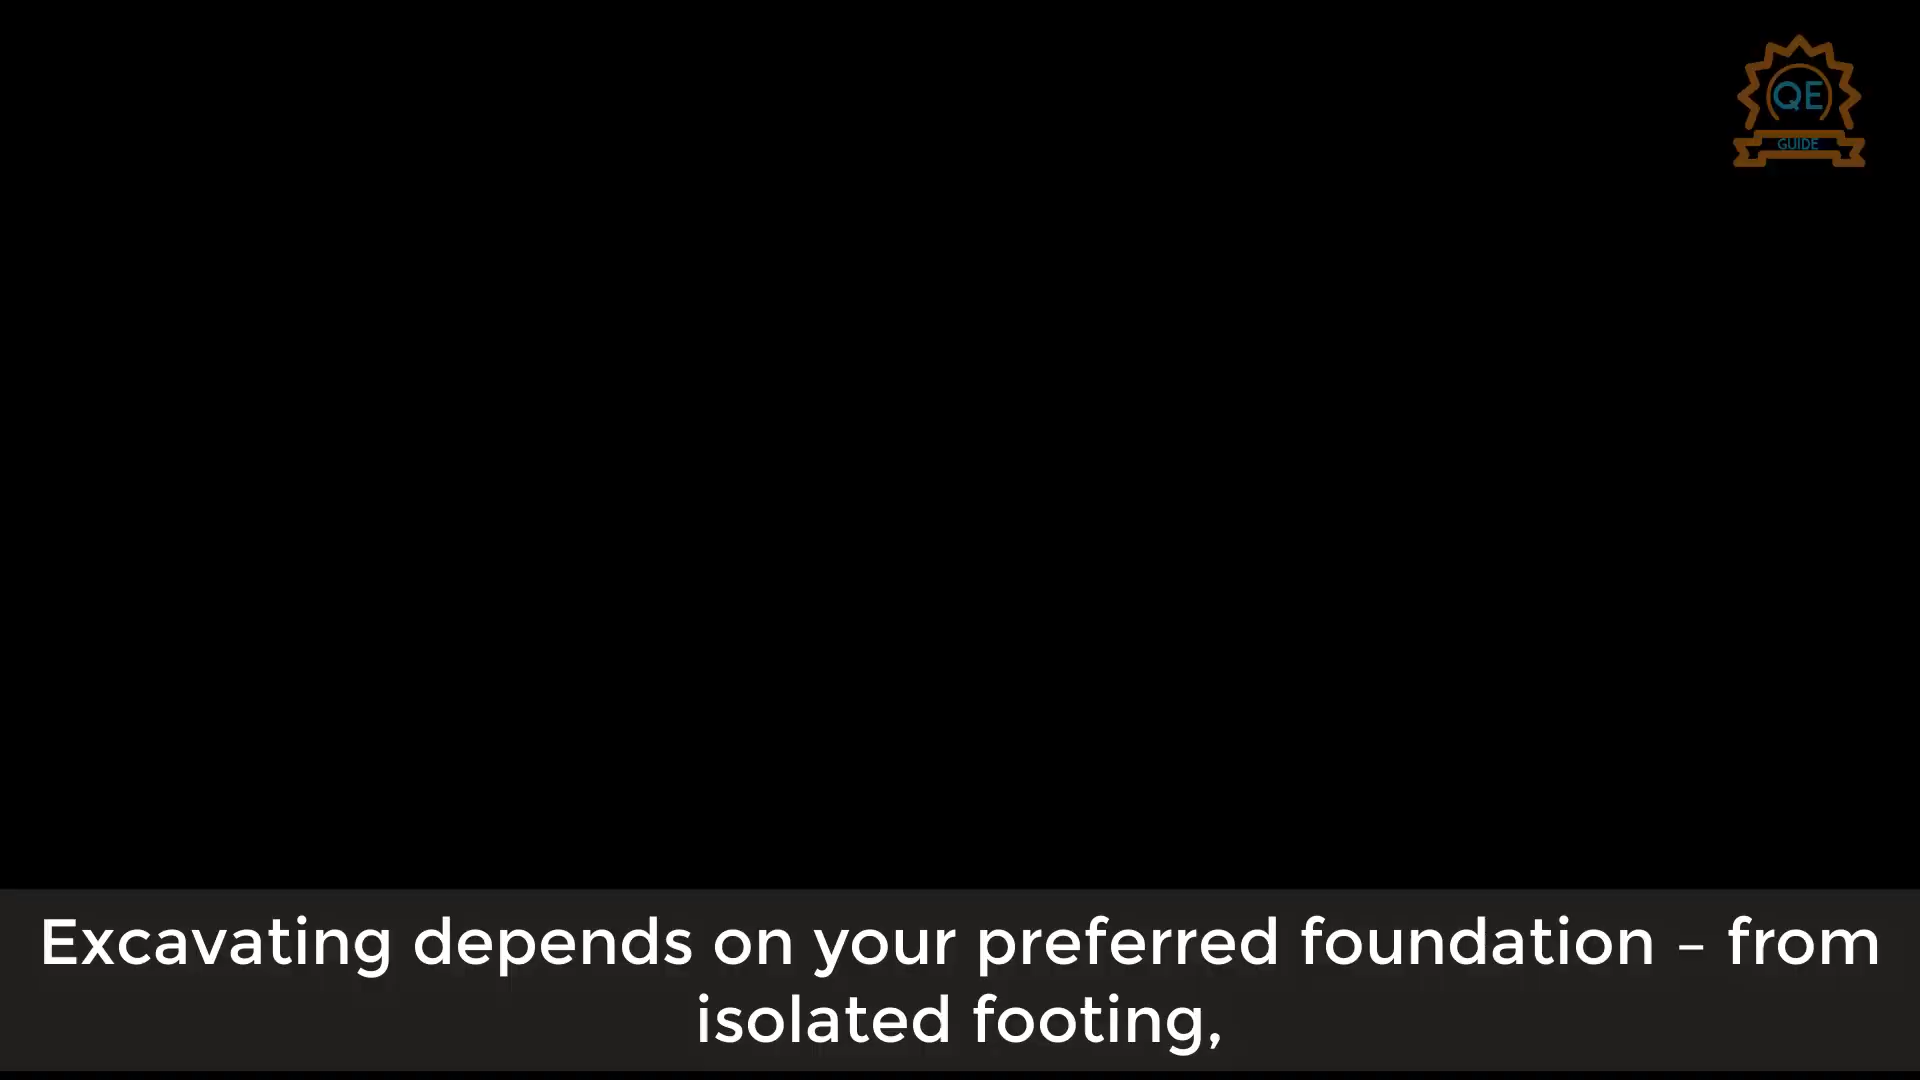 QE
GUIDE
Excavating depends on your preferred foundation – from
isolated footing,